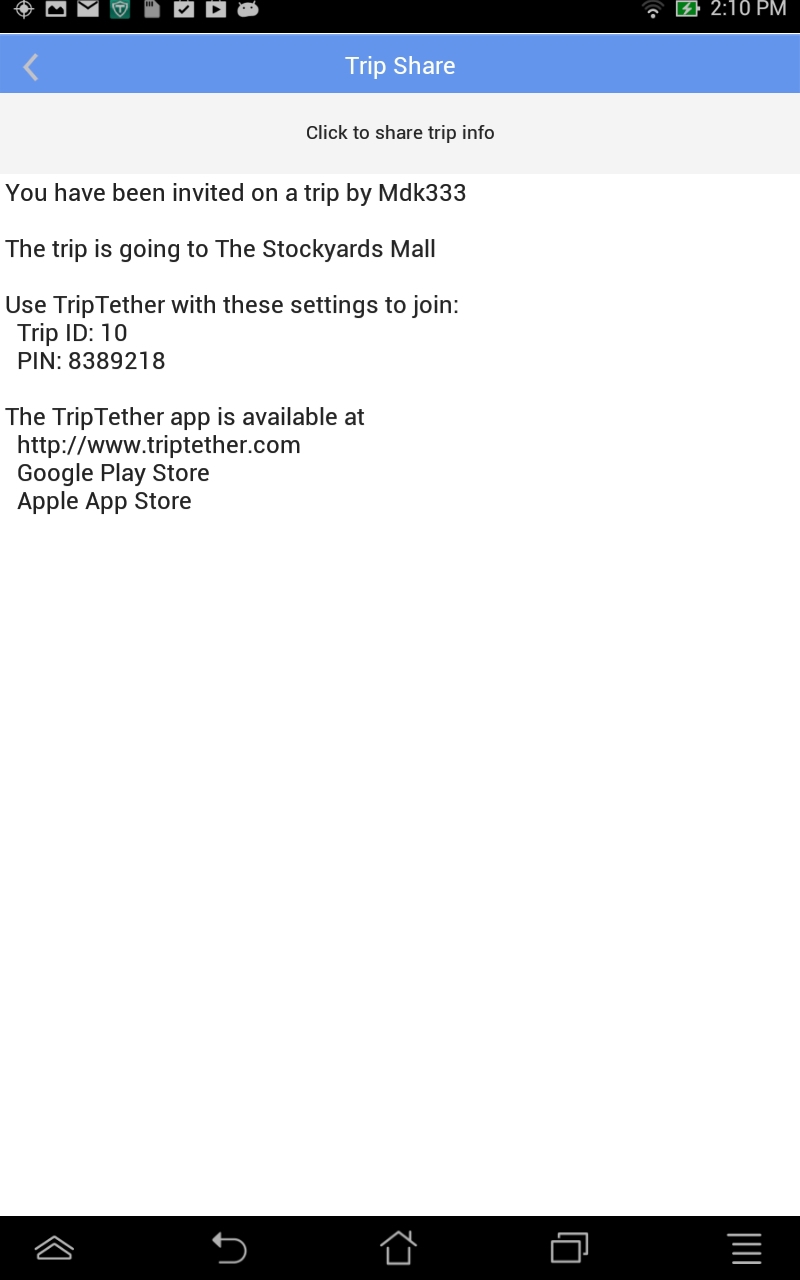 2:10 PM
Trip Share
Click to share trip info
You have been invited on a trip by Mdk333
The trip is going to The Stockyards Mall
Use TripTether with these settings to join:
Trip ID: 10
PIN: 8389218
The TripTether app is available at
http://www.triptether.com
Google Play Store
Apple App Store